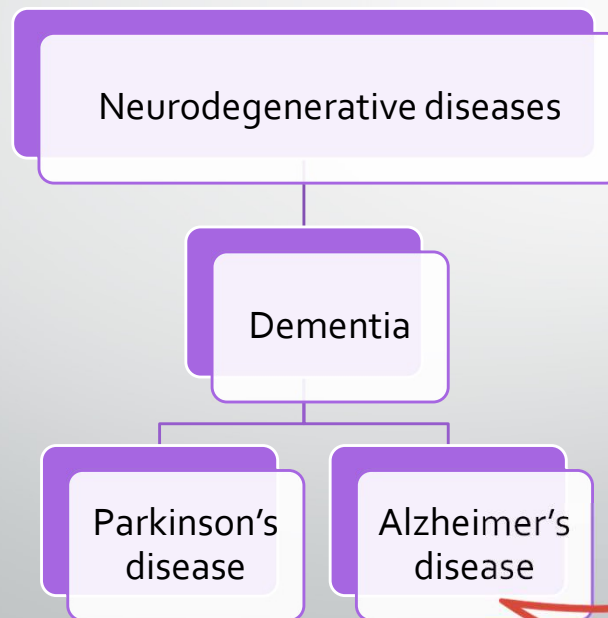 Neurodegenerative diseases
Dementia
Parkinson's
disease
Alzheimer's
disease